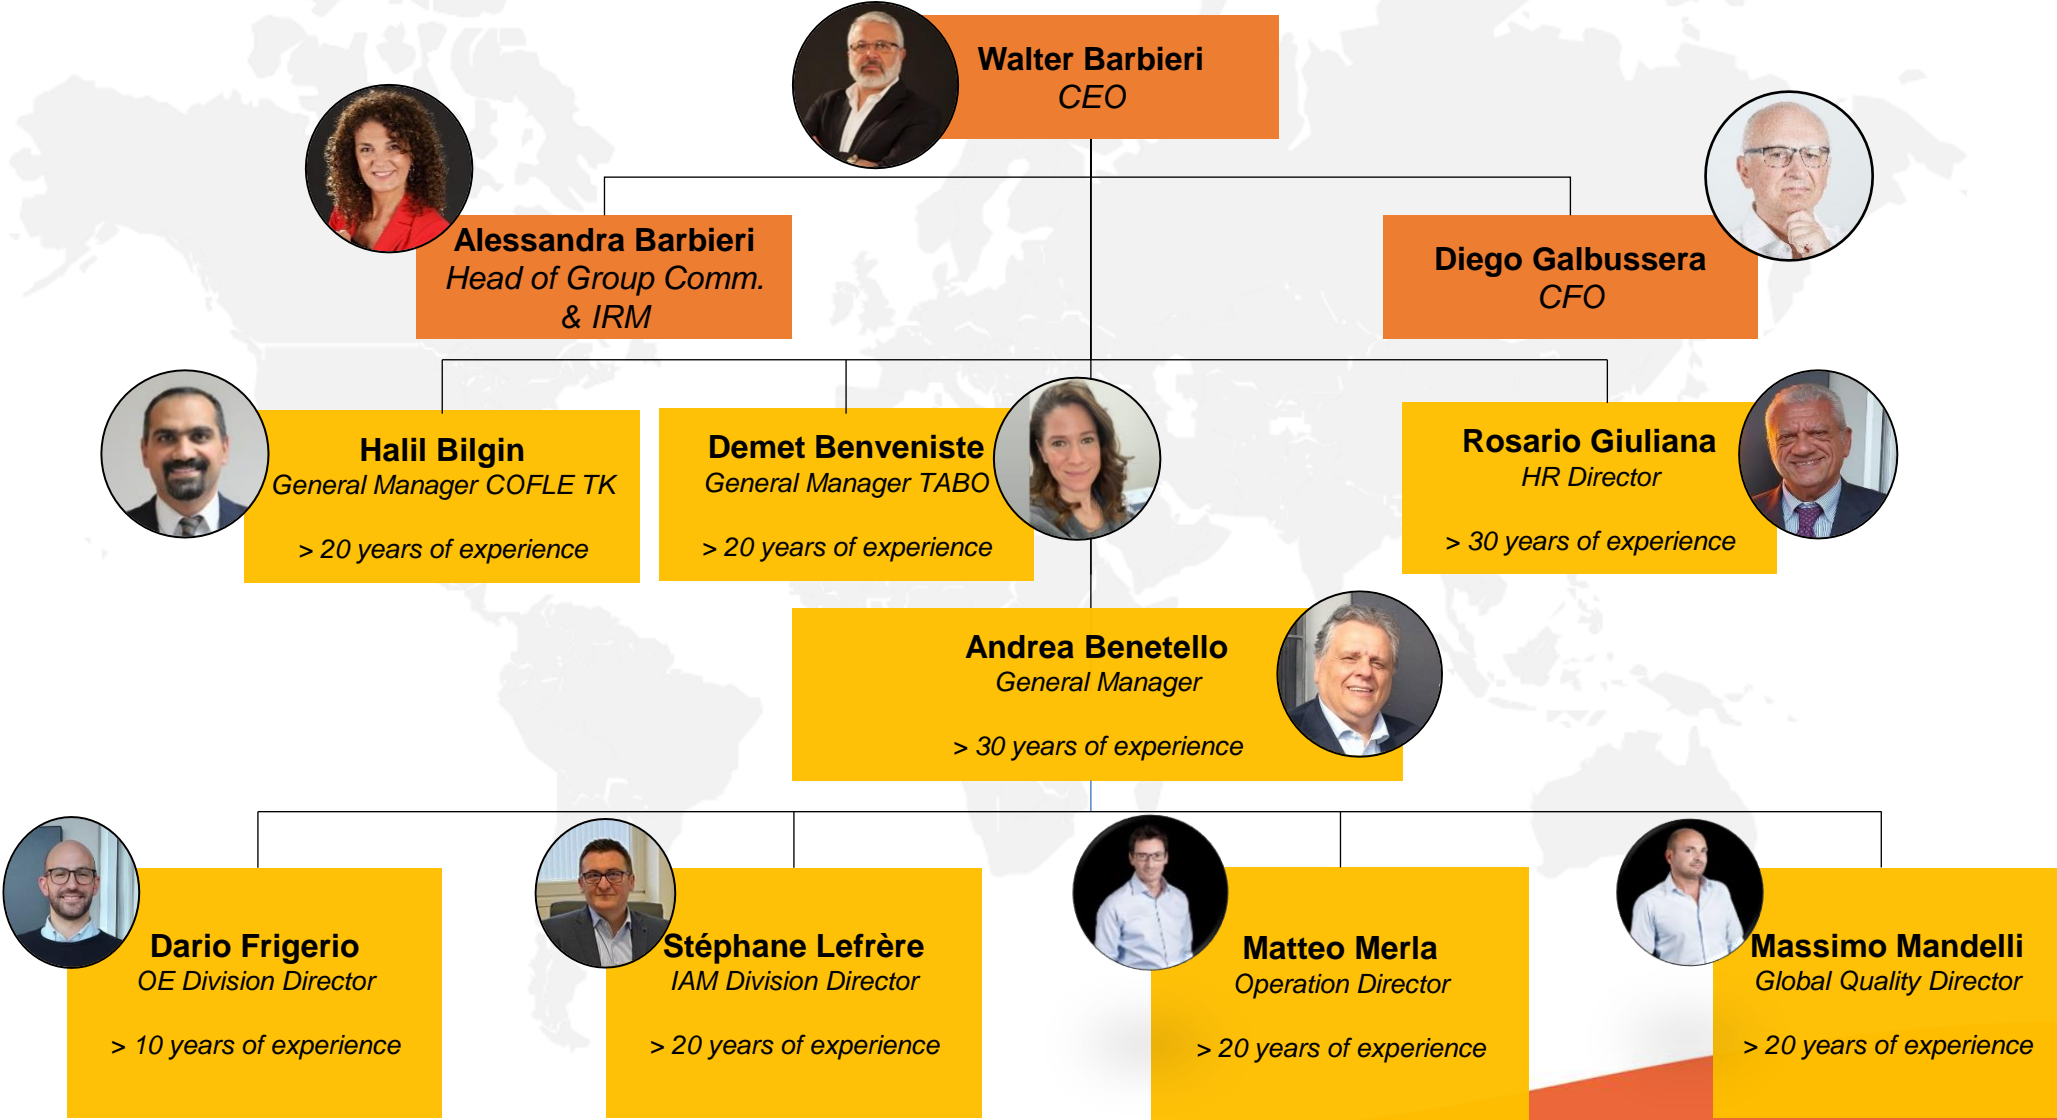 Walter Barbieri
CEO
Alessandra Barbieri
Head of Group Comm.
& IRM
Diego Galbussera
CFO
Halil Bilgin
General Manager COFLE TK
> 20 years of experience
Demet Benveniste
General Manager TABO
> 20 years of experience
Rosario Giuliana
HR Director
> 30 years of experience
Andrea Benetello
General Manager
> 30 years of experience
Dario Frigerio
OE Division Director
> 10 years of experience
Stéphane Lefrère
IAM Division Director
> 20 years of experience
Matteo Merla
Operation Director
> 20 years of experience
Massimo Mandelli
Global Quality Director
> 20 years of experience